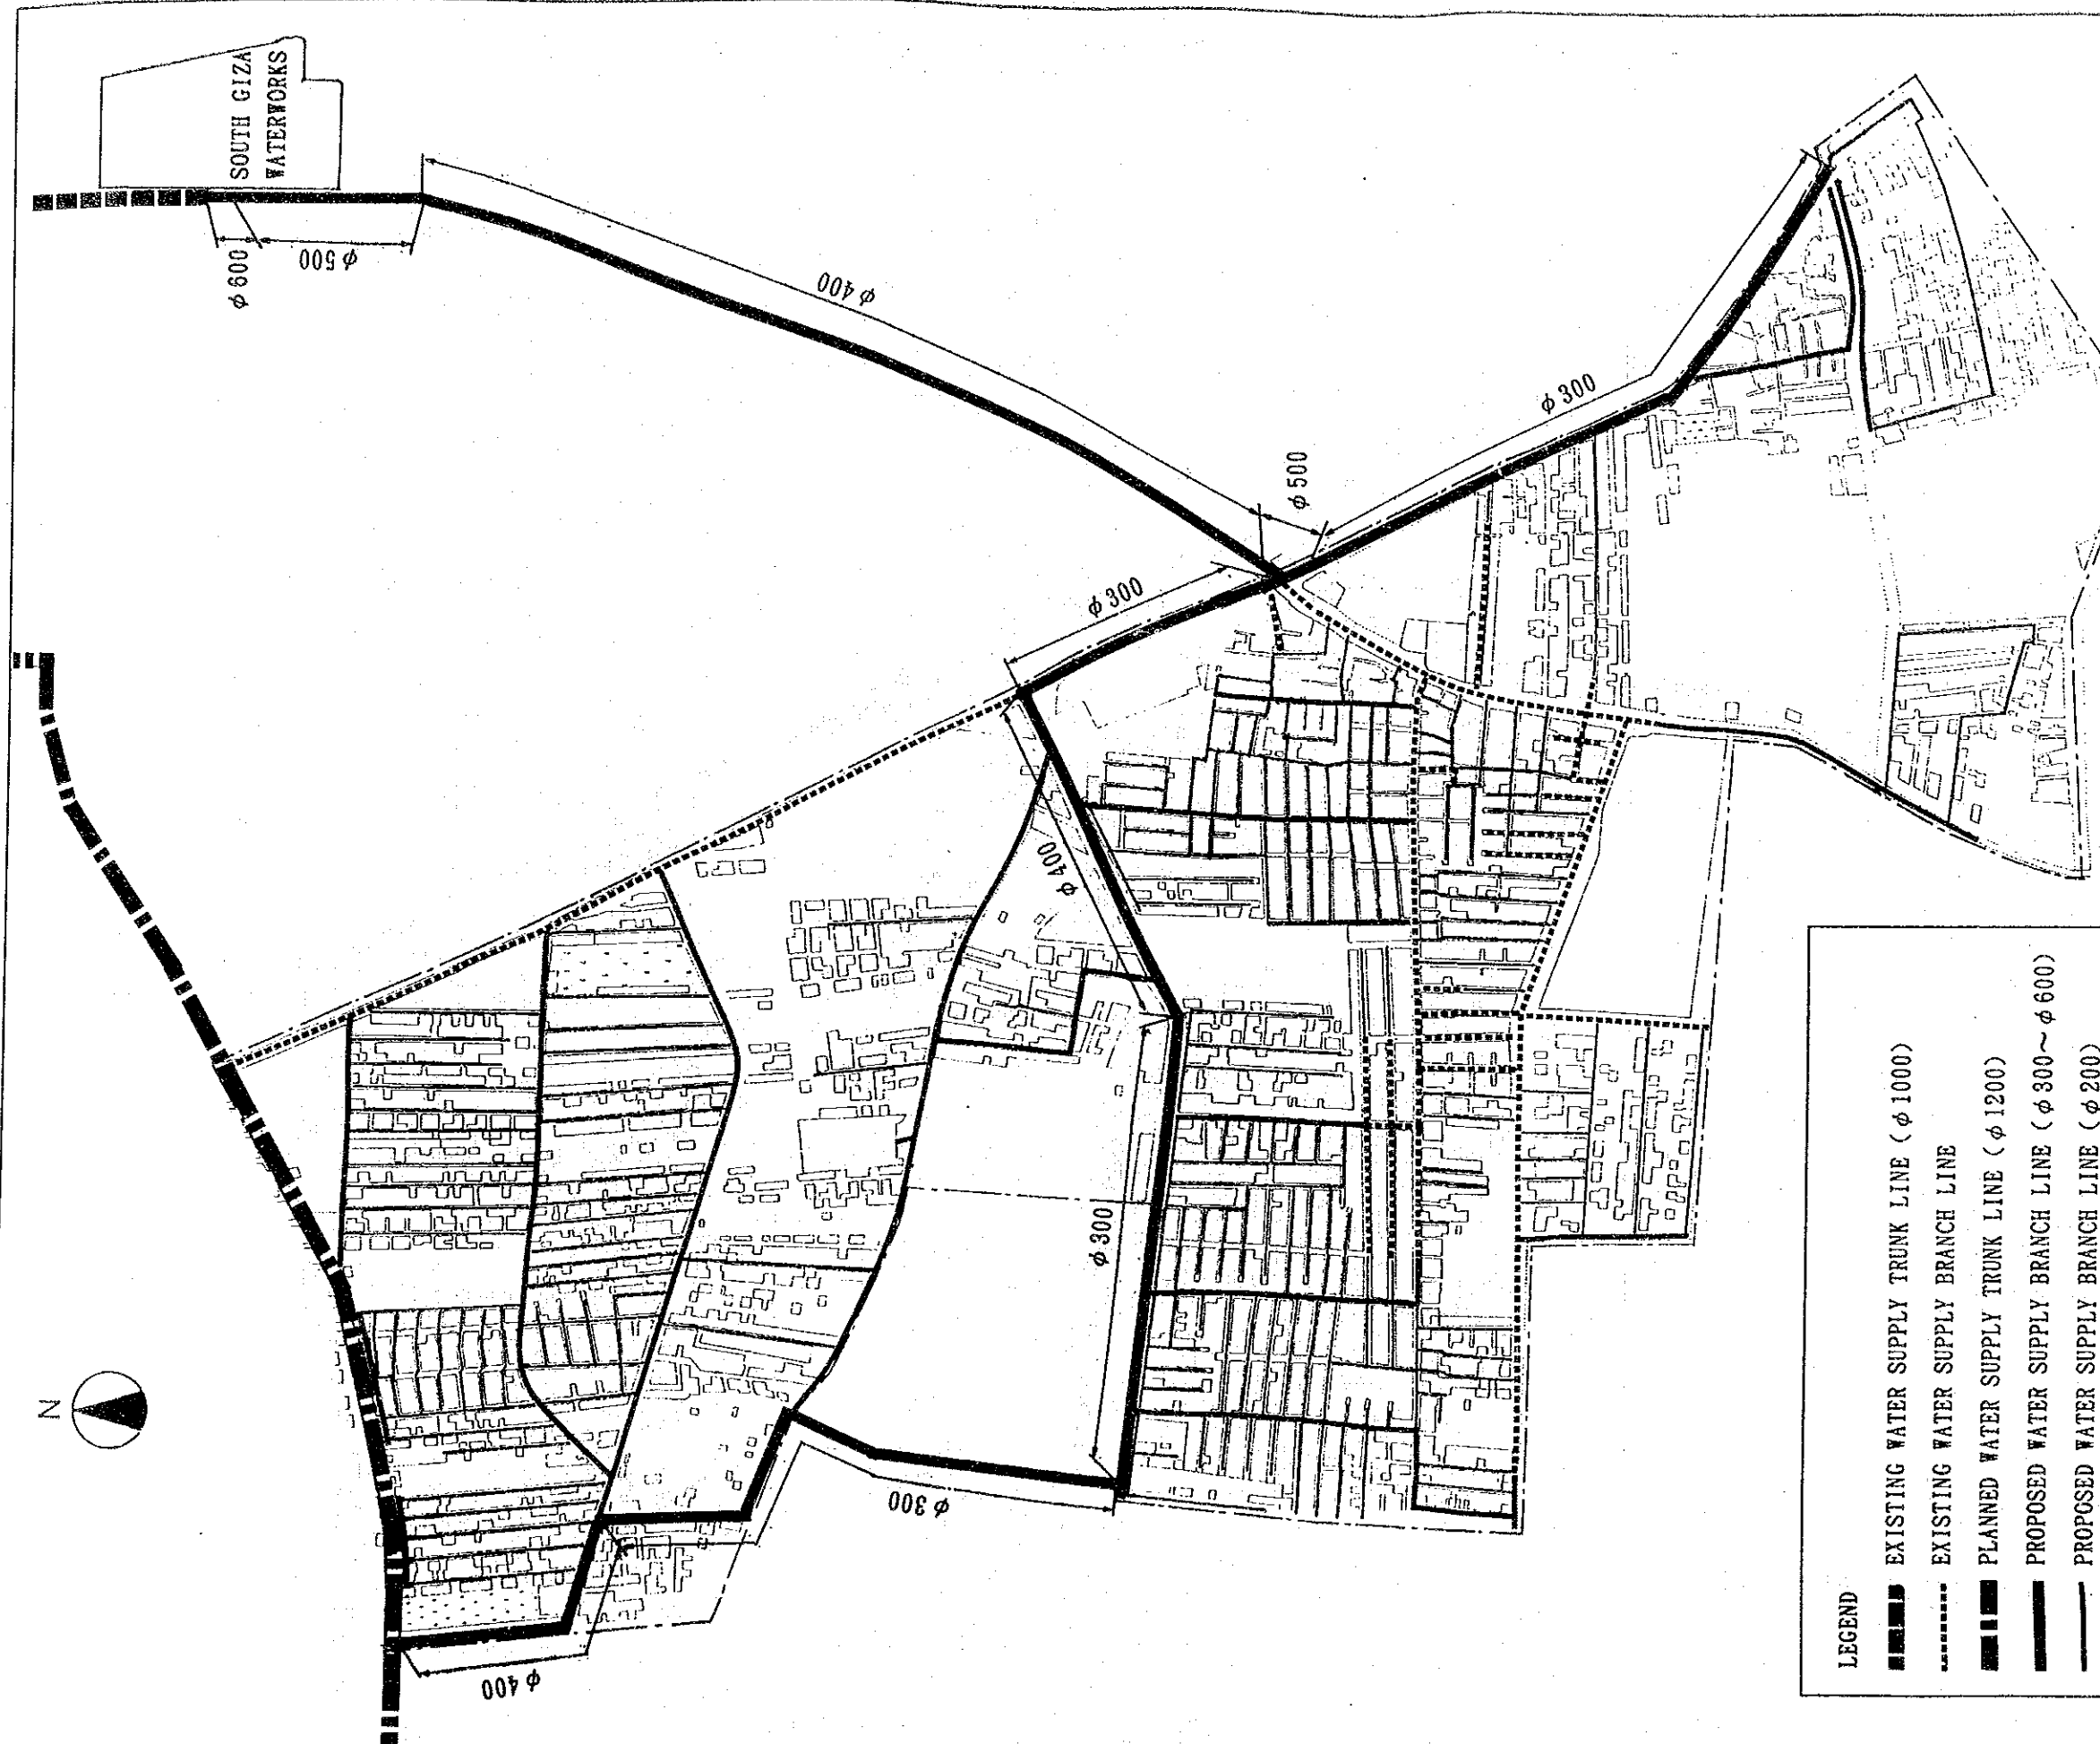 SOUTH GIZA
WATERWORKS
φ600
φ500
φ400
φ500
φ300
φ300
φ400
φ300
φ300
φ400
N
LEGEND
EXISTING WATER SUPPLY TRUNK LINE (φ1000)
EXISTING WATER SUPPLY BRANCH LINE
PLANNED WATER SUPPLY TRUNK LINE (φ1200)
PROPOSED WATER SUPPLY BRANCH LINE (φ300~φ600)
PROPOSED WATER SUPPLY BRANCH LINE (φ200)